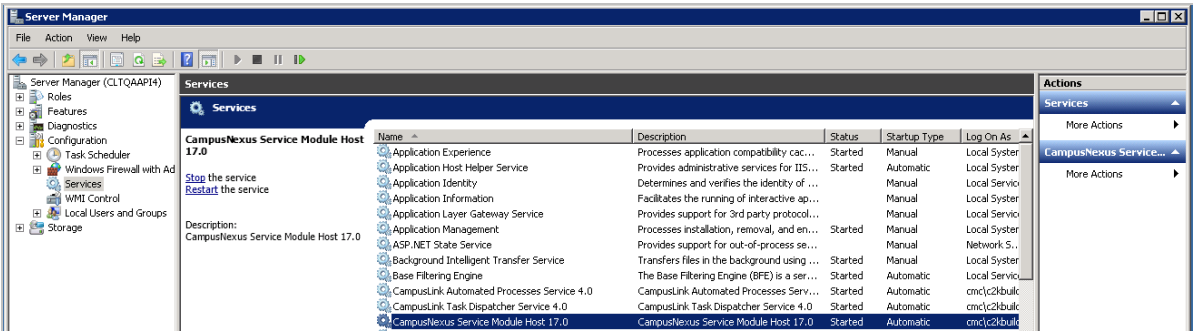 Server Manager
File Action View Help
Server Manager (CLTQAAPI4)
Roles
Features
Diagnostics
Configuration
Task Scheduler
Windows Firewall with Ad
Services
WMI Control
Local Users and Groups
Storage
Services
Services
CampusNexus Service Module Host 17.0
Stop the service
Restart the service
Description:
CampusNexus Service Module Host 17.0
Name Description Status Startup Type Log On As
Application Experience Processes application compatibility cac... Started Manual Local System
Application Host Helper Service Provides administrative services for IIS... Started Automatic Local System
Application Identity Determines and verifies the identity of ... Manual Local Service
Application Information Facilitates the running of interactive ap... Manual Local System
Application Layer Gateway Service Provides support for 3rd party protocol... Manual Local Service
Application Management Processes installation, removal, and en... Started Manual Local System
ASP.NET State Service Provides support for out-of-process se... Manual Network S...
Background Intelligent Transfer Service Transfers files in the background using ... Started Manual Local System
Base Filtering Engine The Base Filtering Engine (BFE) is a ser... Started Automatic Local Service
CampusLink Automated Processes Service 4.0 CampusLink Automated Processes Serv... Started Automatic cmc\c2kbuild
CampusLink Task Dispatcher Service 4.0 CampusLink Task Dispatcher Service 4.0 Started Automatic cmc\c2kbuild
CampusNexus Service Module Host 17.0 CampusNexus Service Module Host 17.0 Started Automatic cmc\c2kbuild
Actions
Services
More Actions
CampusNexus Service...
More Actions